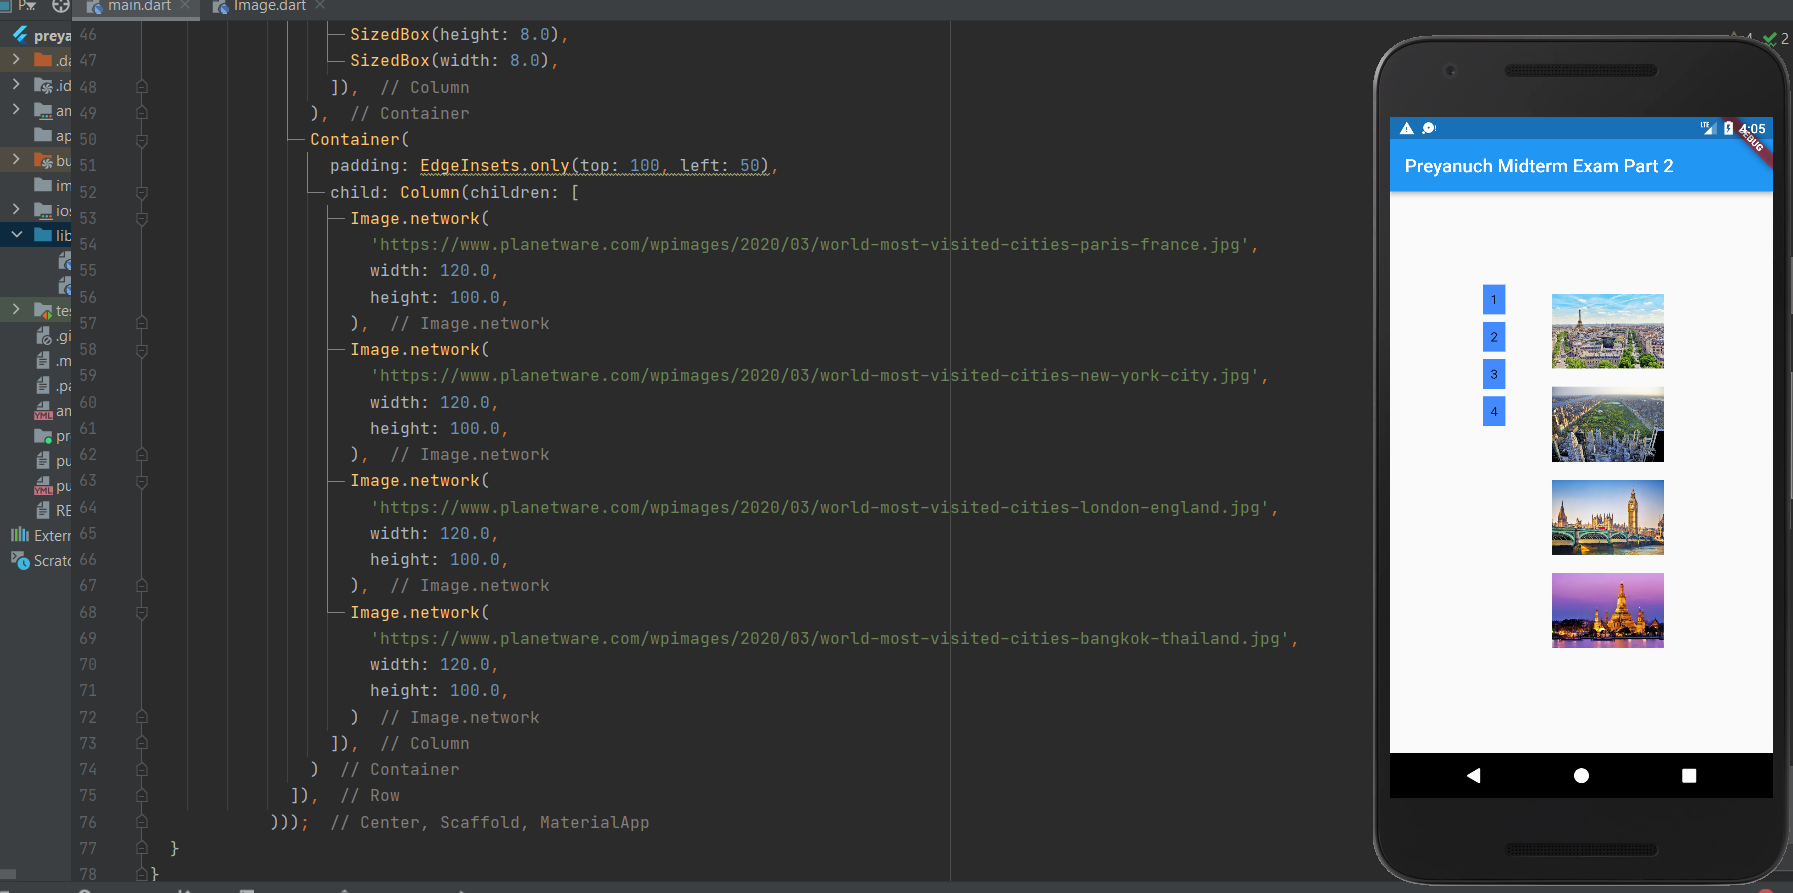 P
main.dart
Image.dart
preya
.da
.id
an
ap
bu
im
ios
lib
tes
.gi
.m
.pa
an
pr
pu
pu
RE
Exterr
Scratc
46 SizedBox(height: 8.0),
47 SizedBox(width: 8.0),
48 ]), // Column
49 ), // Container
50 Container(
51 padding: EdgeInsets.only(top: 100, left: 50),
52 child: Column(children: [
53 Image.network(
54 'https://www.planetware.com/wpimages/2020/03/world-most-visited-cities-paris-france.jpg',
55 width: 120.0,
56 height: 100.0,
57 ), // Image.network
58 Image.network(
59 'https://www.planetware.com/wpimages/2020/03/world-most-visited-cities-new-york-city.jpg',
60 width: 120.0,
61 height: 100.0,
62 ), // Image.network
63 Image.network(
64 'https://www.planetware.com/wpimages/2020/03/world-most-visited-cities-london-england.jpg',
65 width: 120.0,
66 height: 100.0,
67 ), // Image.network
68 Image.network(
69 'https://www.planetware.com/wpimages/2020/03/world-most-visited-cities-bangkok-thailand.jpg',
70 width: 120.0,
71 height: 100.0,
72 ) // Image.network
73 ]), // Column
74 ) // Container
75 ]), // Row
76 ))); // Center, Scaffold, MaterialApp
77 }
78 }
4 2
LTE 4:05
DEBUG
Preyanuch Midterm Exam Part 2
1
2
3
4